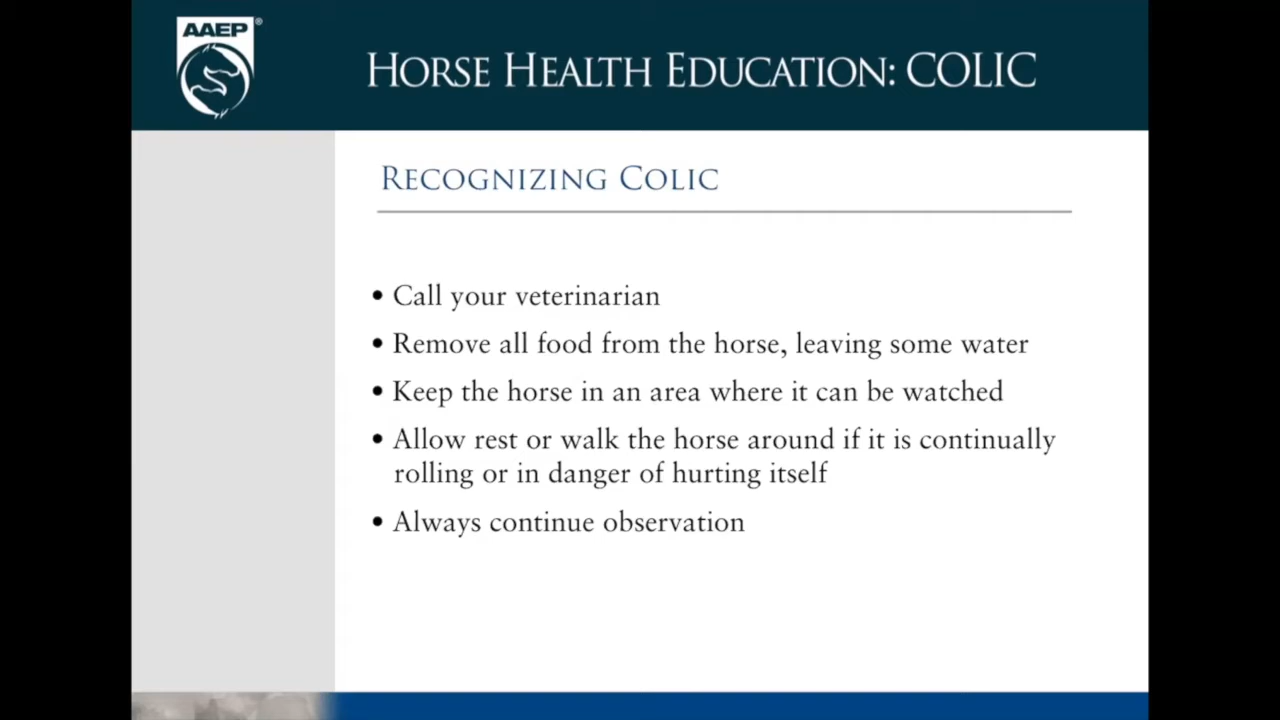 AAEP®
HORSE HEALTH EDUCATION: COLIC
RECOGNIZING COLIC
• Call your veterinarian
• Remove all food from the horse, leaving some water
• Keep the horse in an area where it can be watched
• Allow rest or walk the horse around if it is continually
rolling or in danger of hurting itself
• Always continue observation